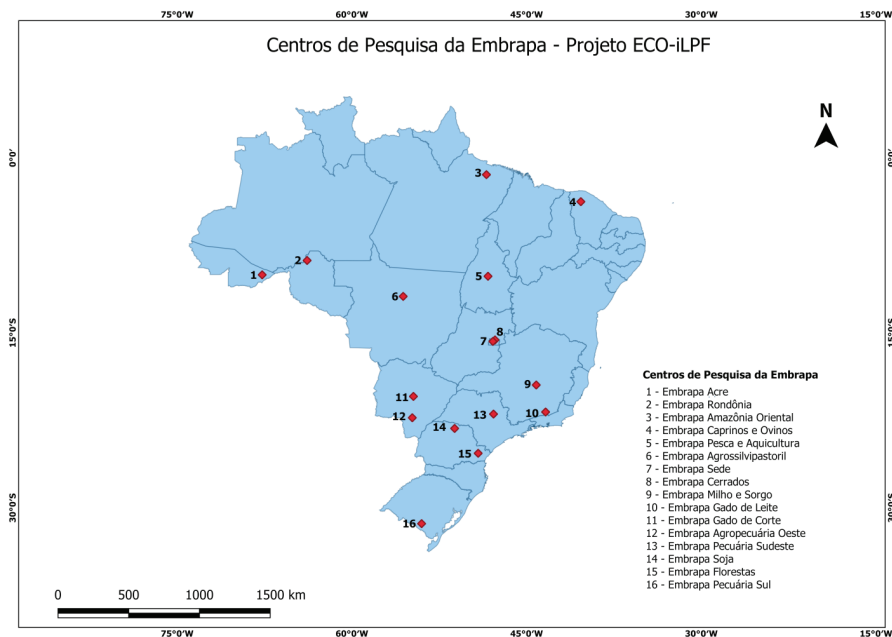 75°0'W 60°0'W 45°0'W 30°0'W 15°0'W
Centros de Pesquisa da Embrapa - Projeto ECO-iLPF
N
0°0' 0°0'
3
4
2
1
5
6
8
7
15°0'S 15°0'S
9
11
10
12
13
14
15
16
30°0'S 30°0'S
Centros de Pesquisa da Embrapa
1 - Embrapa Acre
2 - Embrapa Rondônia
3 - Embrapa Amazônia Oriental
4 - Embrapa Caprinos e Ovinos
5 - Embrapa Pesca e Aquicultura
6 - Embrapa Agrossilvipastoril
7 - Embrapa Sede
8 - Embrapa Cerrados
9 - Embrapa Milho e Sorgo
10 - Embrapa Gado de Leite
11 - Embrapa Gado de Corte
12 - Embrapa Agropecuária Oeste
13 - Embrapa Pecuária Sudeste
14 - Embrapa Soja
15 - Embrapa Florestas
16 - Embrapa Pecuária Sul
0 500 1000 1500 km
75°0'W 60°0'W 45°0'W 30°0'W 15°0'W